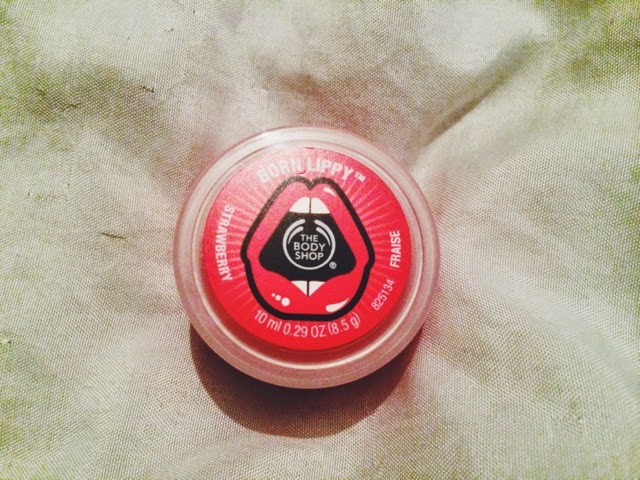 BORN LIPPY™
STRAWBERRY
THE
BODY
SHOP®
FRAISE
825134
10 ml 0.29 OZ (8.5 g)